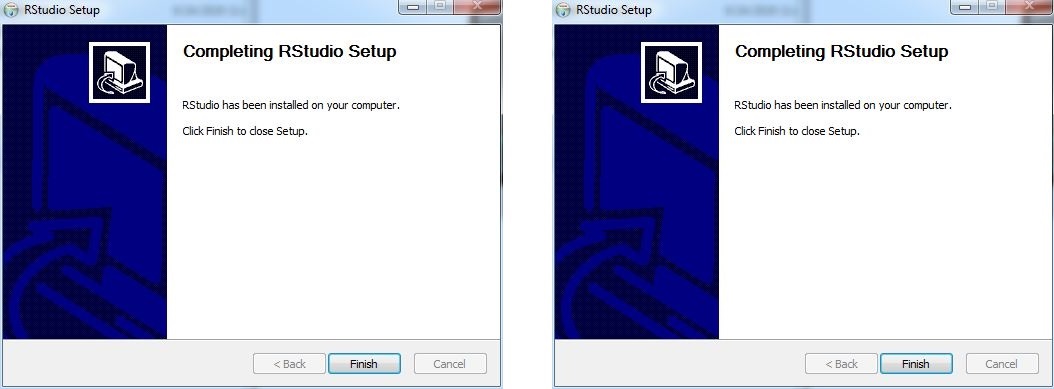 RStudio Setup
Completing RStudio Setup
RStudio has been installed on your computer.
Click Finish to close Setup.
< Back Finish Cancel
RStudio Setup
Completing RStudio Setup
RStudio has been installed on your computer.
Click Finish to close Setup.
< Back Finish Cancel